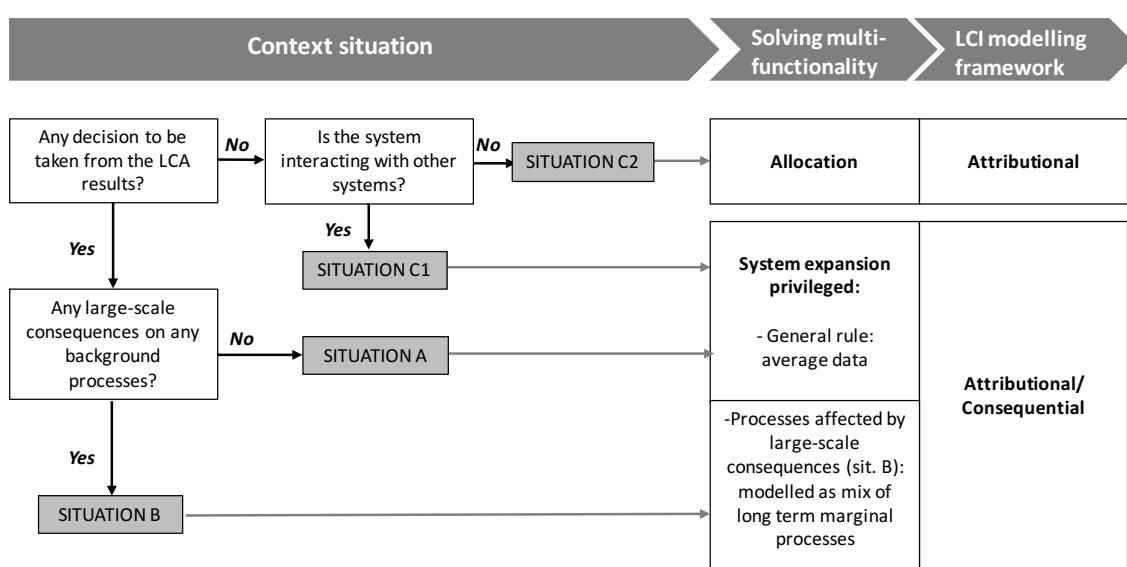 Context situation
Solving multi-
functionality
LCI modelling
framework
Any decision to be
taken from the LCA
results?
No
Is the system
interacting with other
systems?
No
SITUATION C2
Allocation
Attributional
Yes
Yes
SITUATION C1
System expansion
privileged:
- General rule:
average data
Any large-scale
consequences on any
background
processes?
No
SITUATION A
Attributional/
Consequential
-Processes affected by
large-scale
consequences (sit. B):
modelled as mix of
long term marginal
processes
Yes
SITUATION B